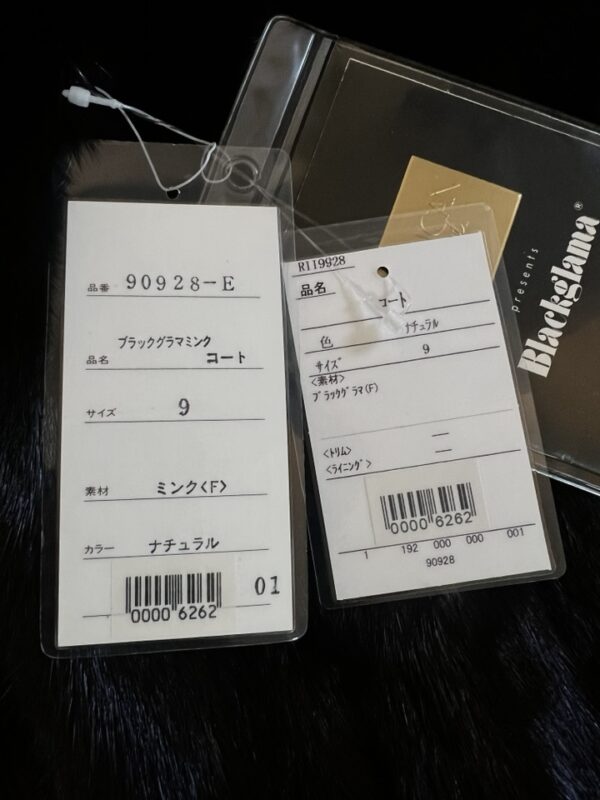 品番 90928-E
ブラックグラマミンク
品名 コート
サイズ 9
素材 ミンク<F>
カラー ナチュラル
0000 6262
01
R119928
品名 コート
色 ナチュラル
サイズ 9
<素材>
ブラックグラマ(F)
<トリム> ー
<ライニング> ー
0000 6262
1 192 000 000 001
90928
presents
Blackglama®